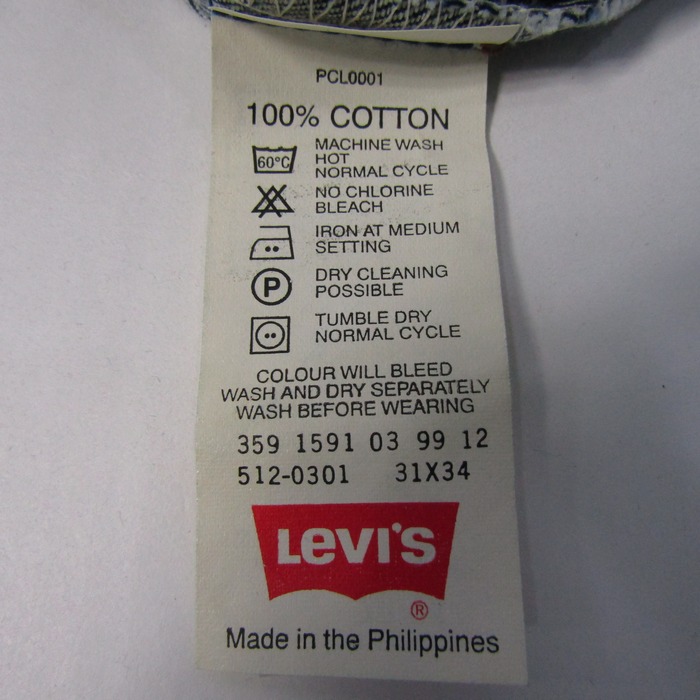 PCL0001
100% COTTON
60°C
MACHINE WASH
HOT
NORMAL CYCLE
NO CHLORINE
BLEACH
IRON AT MEDIUM
SETTING
P
DRY CLEANING
POSSIBLE
TUMBLE DRY
NORMAL CYCLE
COLOUR WILL BLEED
WASH AND DRY SEPARATELY
WASH BEFORE WEARING
359 1591 03 99 12
512-0301 31X34
LEVI'S
®
Made in the Philippines